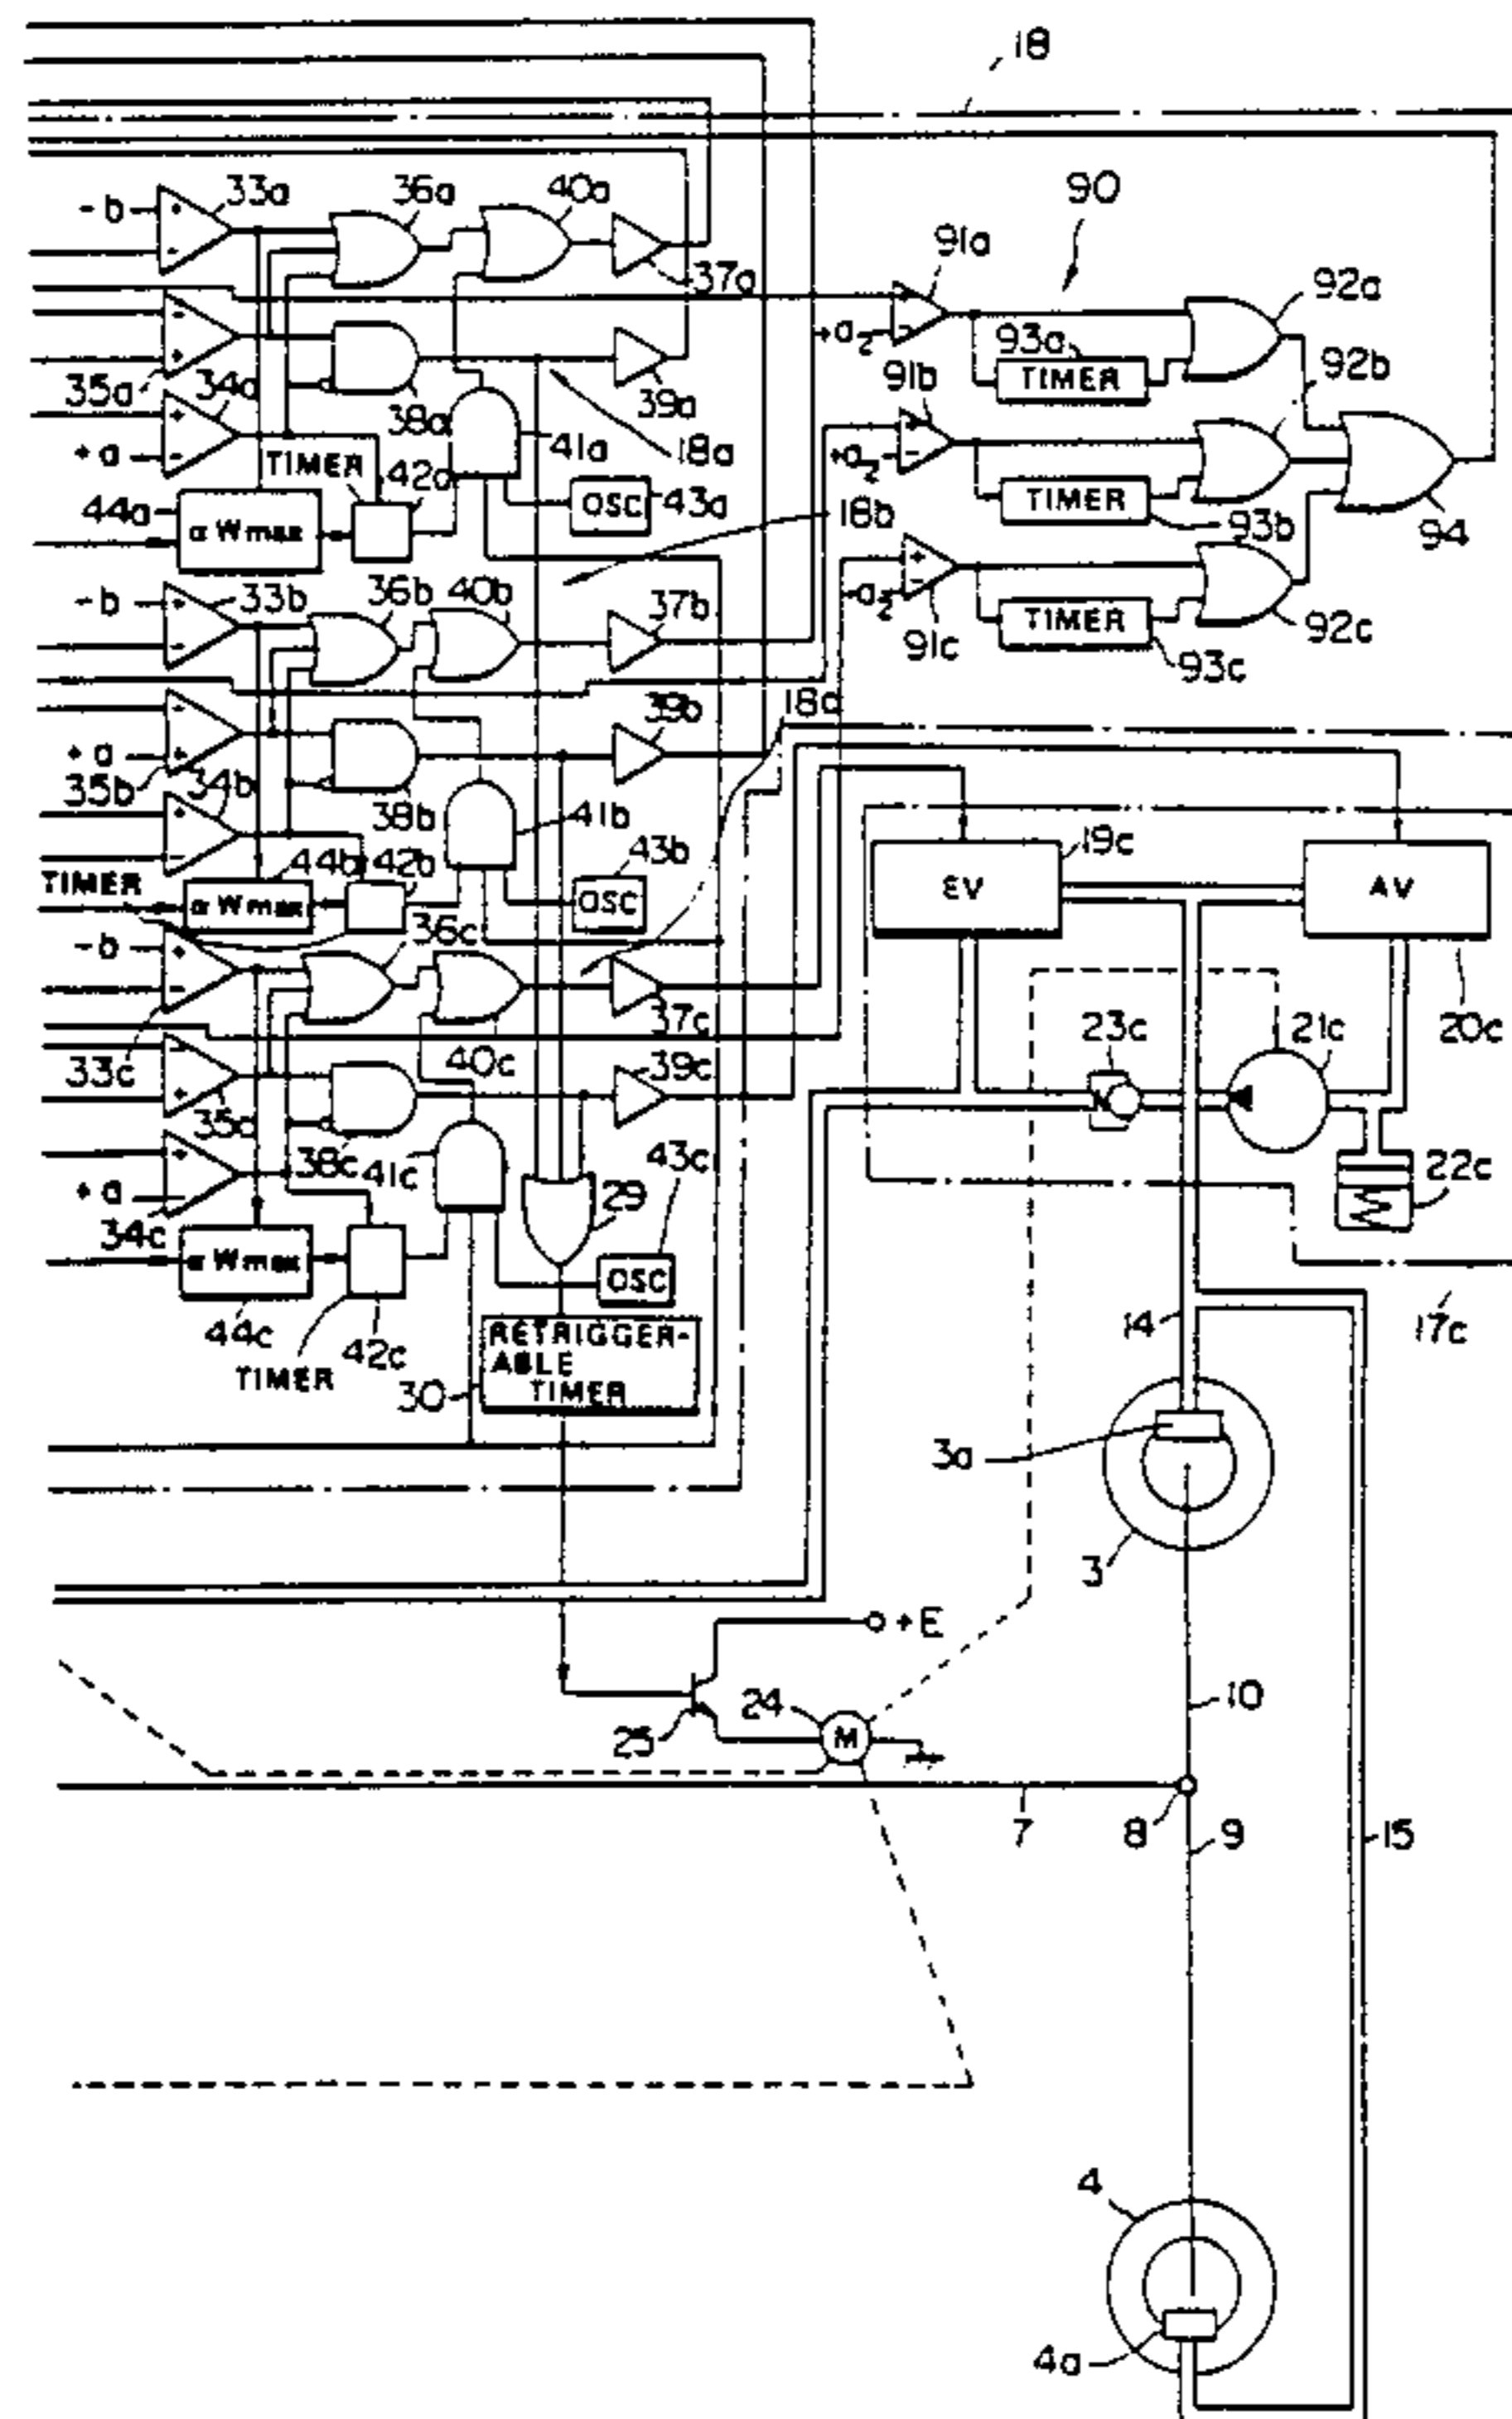 18
33a
36a
40a
90
- b
91a
37a
92a
+a2
93a
TIMER
92b
35a
34a
38a
39a
91b
+ a
TIMER
42a
41a
18a
+a2
44a
α Wmax
OSC
43a
18b
TIMER
93b
94
- b
33b
36b
40b
37b
-a2
TIMER
91c
92c
93c
39b
18c
+ a
35b
34b
38b
41b
19c
43b
EV
AV
TIMER
44b
42b
α Wmax
OSC
- b
36c
37c
23c
21c
20c
33c
40c
39c
35c
38c
41c
43c
22c
+ a
29
34c
α Wmax
OSC
44c
42c
TIMER
RETRIGGER-
ABLE
TIMER
30
14
17c
3a
3
+ E
24
M
25
10
7
8
9
15
4
4a